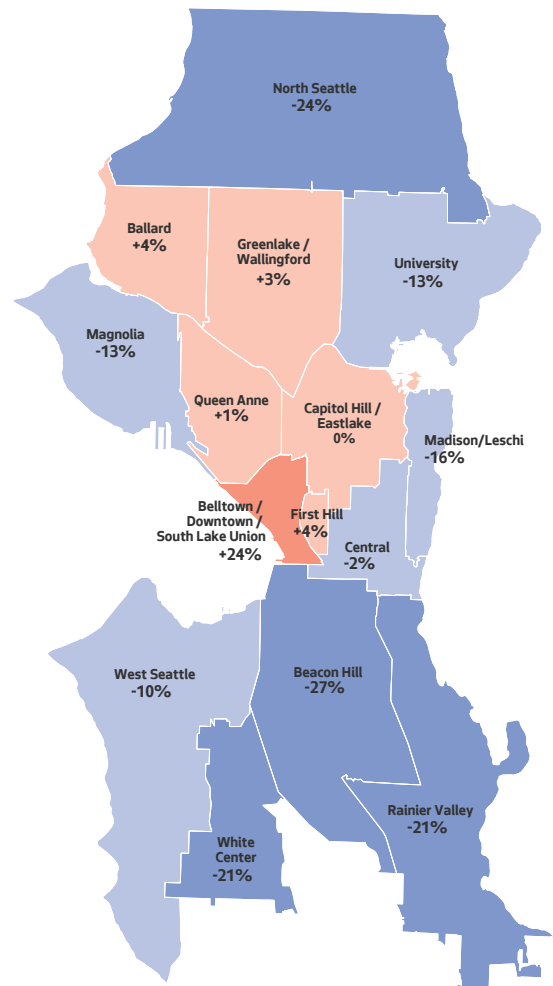 North Seattle
-24%
Ballard
+4%
Greenlake /
Wallingford
+3%
University
-13%
Magnolia
-13%
Queen Anne
+1%
Capitol Hill /
Eastlake
0%
Madison/Leschi
-16%
Belltown /
Downtown /
South Lake Union
+24%
First Hill
+4%
Central
-2%
West Seattle
-10%
Beacon Hill
-27%
Rainier Valley
-21%
White
Center
-21%